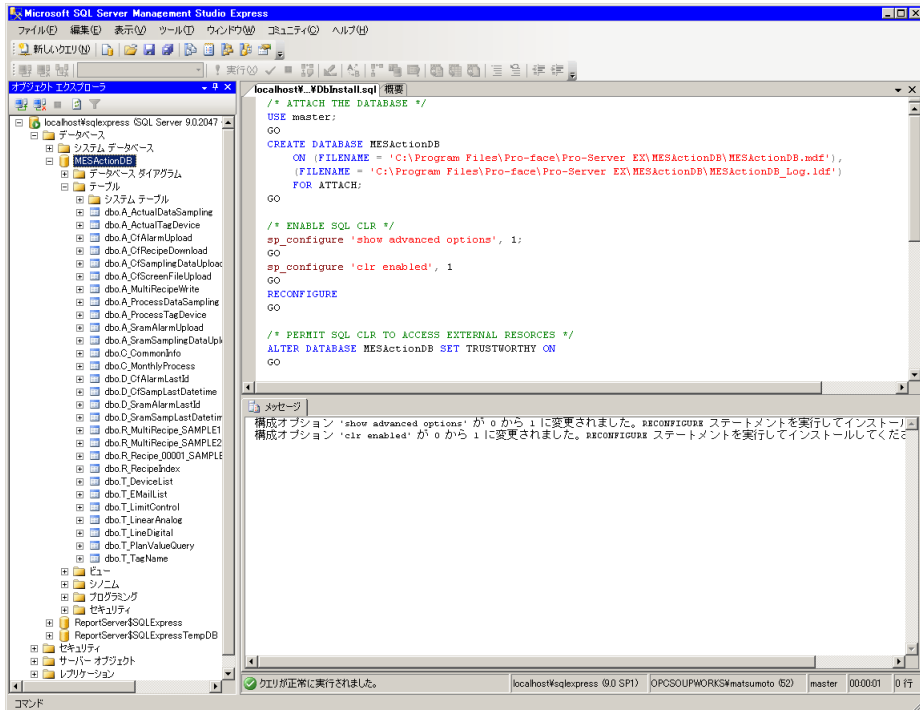 Microsoft SQL Server Management Studio Express
ファイル(F) 編集(E) 表示(V) ツール(T) ウィンドウ(W) コミュニティ(C) ヘルプ(H)
新しいクエリ(N)
実行(X)
オブジェクト エクスプローラ
localhost¥sqlexpress (SQL Server 9.0.2047
データベース
システム データベース
MESActionDB
データベース ダイアグラム
テーブル
システム テーブル
dbo.A_ActualDataSampling
dbo.A_ActualTagDevice
dbo.A_CfAlarmUpload
dbo.A_CfRecipeDownload
dbo.A_CfSamplingDataUpload
dbo.A_CfScreenFileUpload
dbo.A_MultiRecipeWrite
dbo.A_ProcessDataSampling
dbo.A_ProcessTagDevice
dbo.A_SramAlarmUpload
dbo.A_SramSamplingDataUplo
dbo.C_CommonInfo
dbo.C_MonthlyProcess
dbo.D_CfAlarmLastId
dbo.D_CfSampLastDatetime
dbo.D_SramAlarmLastId
dbo.D_SramSampLastDatetim
dbo.R_MultiRecipe_SAMPLE1
dbo.R_MultiRecipe_SAMPLE2
dbo.R_Recipe_00001_SAMPLE
dbo.R_RecipeIndex
dbo.T_DeviceList
dbo.T_EMailList
dbo.T_LimitControl
dbo.T_LinearAnalog
dbo.T_LineDigital
dbo.T_PlanValueQuery
dbo.T_TagName
ビュー
シノニム
プログラミング
セキュリティ
ReportServer$SQLExpress
ReportServer$SQLExpressTempDB
セキュリティ
サーバー オブジェクト
レプリケーション
localhost¥...¥DbInstall.sql 概要
/* ATTACH THE DATABASE */
USE master;
GO
CREATE DATABASE MESActionDB
ON (FILENAME = 'C:\Program Files\Pro-face\Pro-Server EX\MESActionDB\MESActionDB.mdf'),
(FILENAME = 'C:\Program Files\Pro-face\Pro-Server EX\MESActionDB\MESActionDB_Log.ldf')
FOR ATTACH;
GO
/* ENABLE SQL CLR */
sp_configure 'show advanced options', 1;
GO
sp_configure 'clr enabled', 1
GO
RECONFIGURE
GO
/* PERMIT SQL CLR TO ACCESS EXTERNAL RESORCES */
ALTER DATABASE MESActionDB SET TRUSTWORTHY ON
GO
メッセージ
構成オプション 'show advanced options' が 0 から 1 に変更されました。RECONFIGURE ステートメントを実行してインストー
構成オプション 'clr enabled' が 0 から 1 に変更されました。RECONFIGURE ステートメントを実行してインストールしてくださ
クエリが正常に実行されました。 localhost¥sqlexpress (9.0 SP1) OPCSOUPWORKS¥matsumoto (52) master 00:00:01 0 行
コマンド